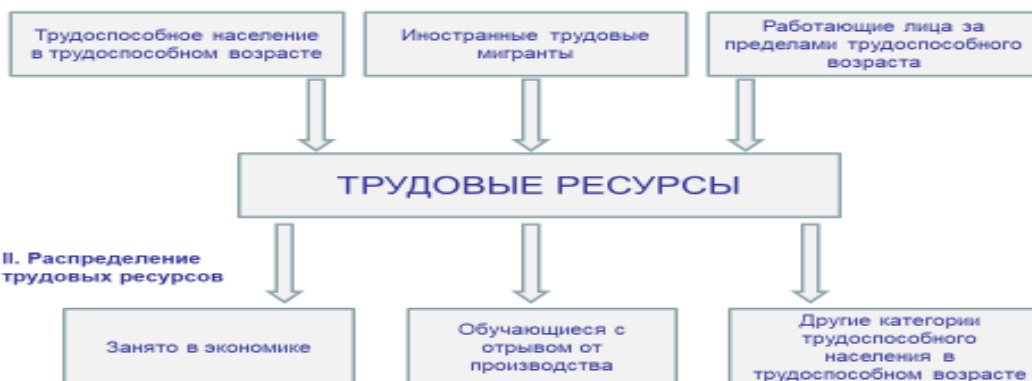 Трудоспособное население
в трудоспособном возрасте
Иностранные трудовые
мигранты
Работающие лица за
пределами трудоспособного
возраста
ТРУДОВЫЕ РЕСУРСЫ
II. Распределение
трудовых ресурсов
Занято в экономике
Обучающиеся с
отрывом от
производства
Другие категории
трудоспособного
населения в
трудоспособном возрасте